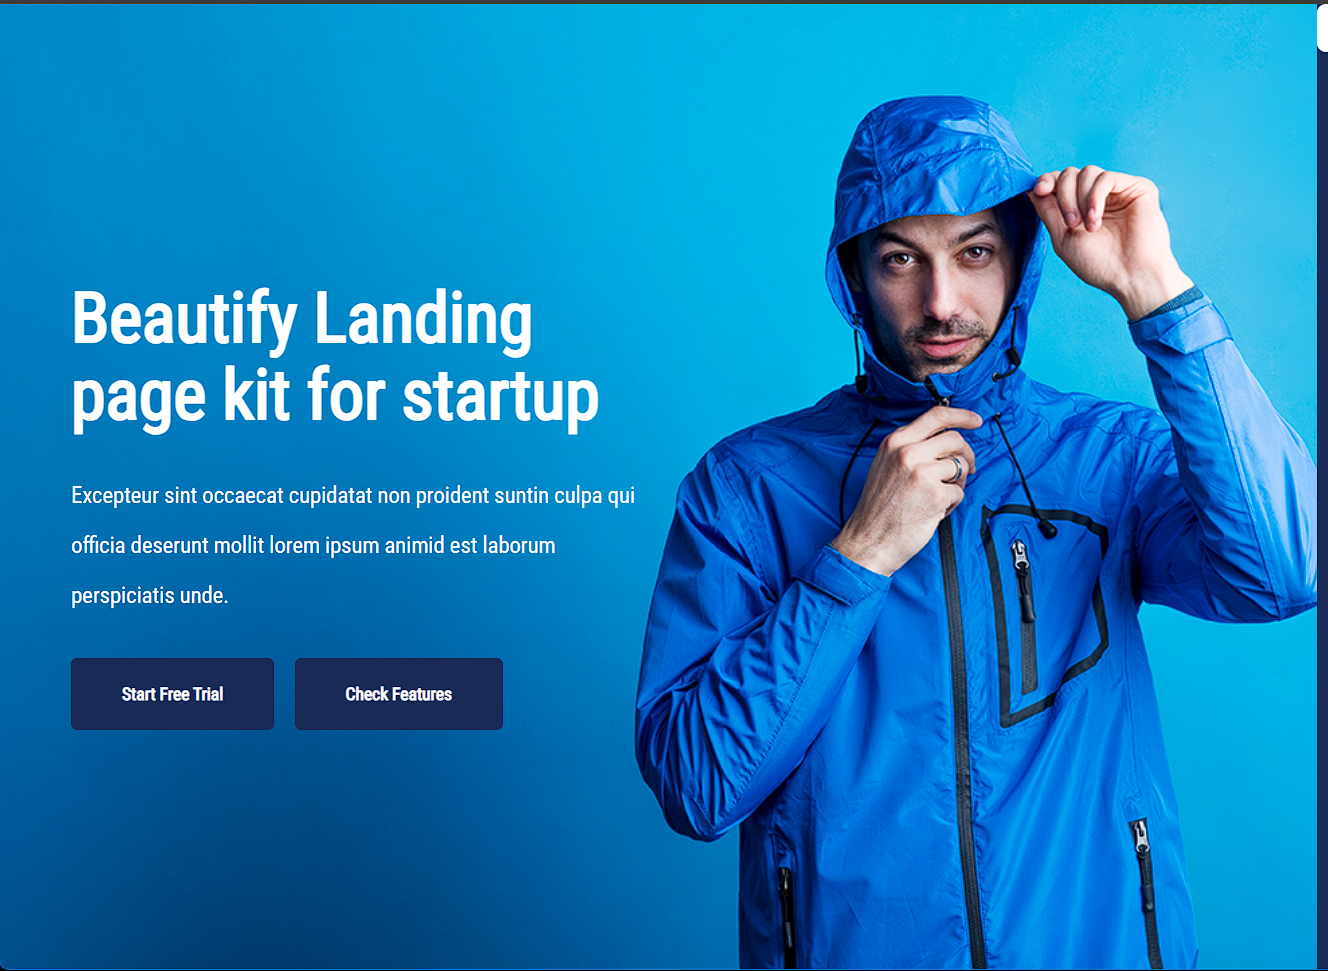 Beautify Landing
page kit for startup
Excepteur sint occaecat cupidatat non proident suntin culpa qui
officia deserunt mollit lorem ipsum animid est laborum
perspiciatis unde.
Start Free Trial
Check Features